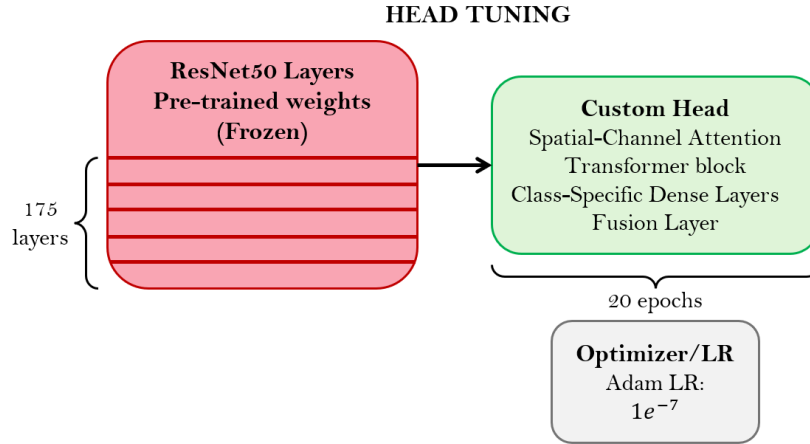 HEAD TUNING
ResNet50 Layers
Pre-trained weights
(Frozen)
175
layers
Custom Head
Spatial-Channel Attention
Transformer block
Class-Specific Dense Layers
Fusion Layer
20 epochs
Optimizer/LR
Adam LR:
1e⁻⁷